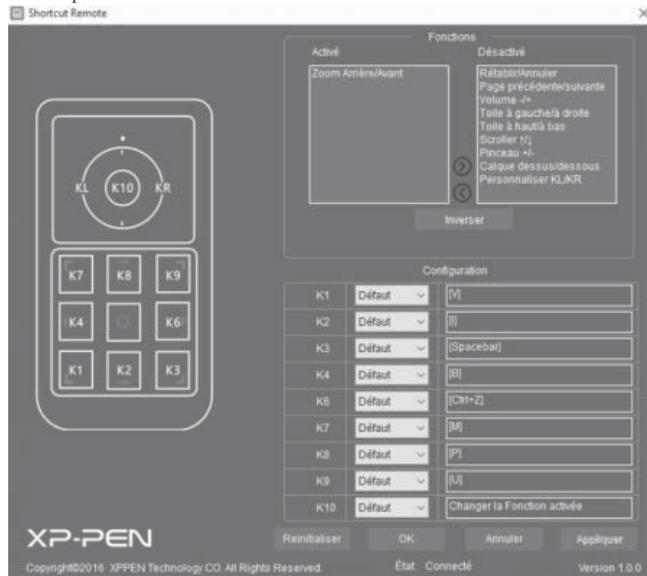 Shortcut Remote
Fonctions
Activé
Désactivé
Zoom Arrière/Avant
Rétablir/Annuler
Page précédente/suivante
Volume -/+
Toile à gauche/à droite
Toile à haut/à bas
Scroller ↑/↓
Pinceau +/-
Calque dessus/dessous
Personnaliser KL/KR
Inverser
KL
K10
KR
K7
K8
K9
K4
K6
K1
K2
K3
Configuration
K1 Défaut [V]
K2 Défaut [I]
K3 Défaut [Spacebar]
K4 Défaut [B]
K6 Défaut [Ctrl+Z]
K7 Défaut [M]
K8 Défaut [P]
K9 Défaut [U]
K10 Défaut Changer la Fonction activée
XP-PEN
Réinitialiser
OK
Annuler
Appliquer
Copyright©2016 XPPEN Technology CO. All Rights Reserved.
État Connecté
Version 1.0.0